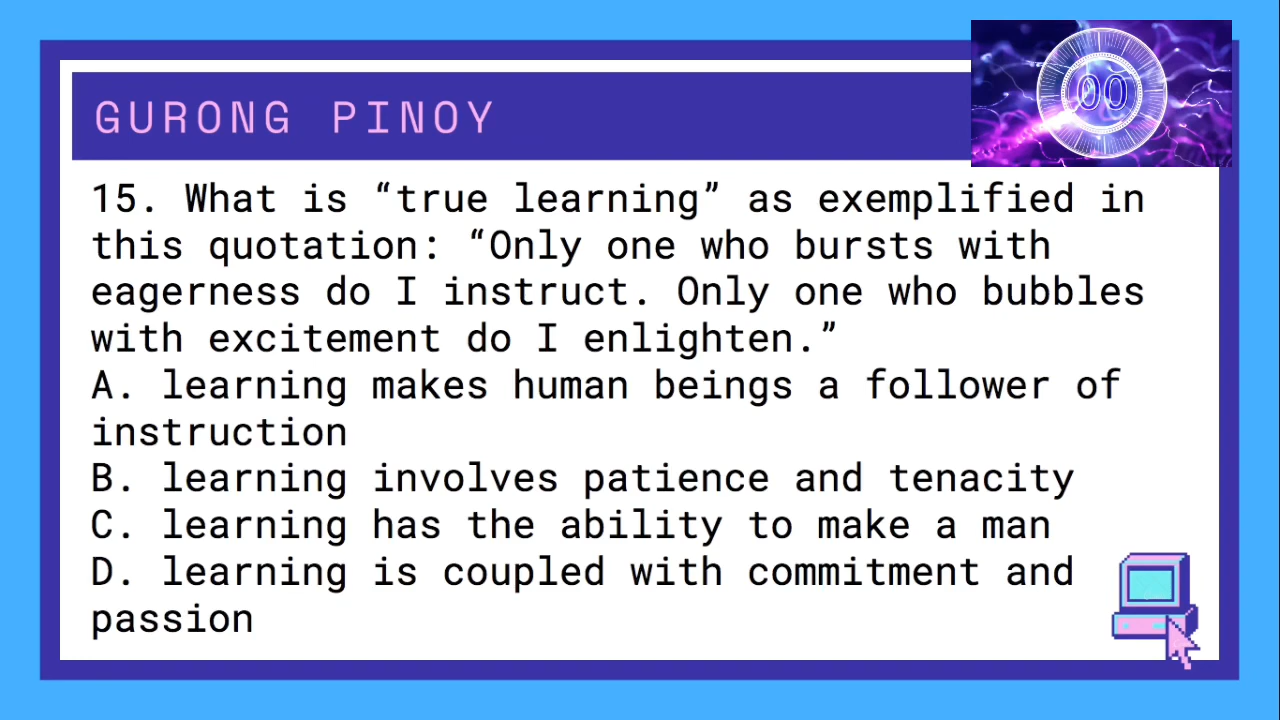 GURONG PINOY
00
15. What is “true learning” as exemplified in
this quotation: “Only one who bursts with
eagerness do I instruct. Only one who bubbles
with excitement do I enlighten.”
A. learning makes human beings a follower of
instruction
B. learning involves patience and tenacity
C. learning has the ability to make a man
D. learning is coupled with commitment and
passion